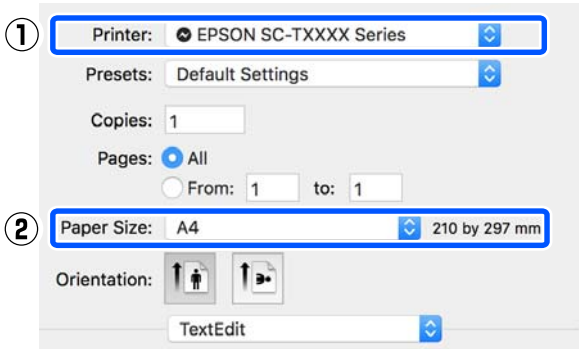 ① Printer: EPSON SC-TXXXX Series
Presets: Default Settings
Copies: 1
Pages: All
From: 1 to: 1
② Paper Size: A4 210 by 297 mm
Orientation:
TextEdit